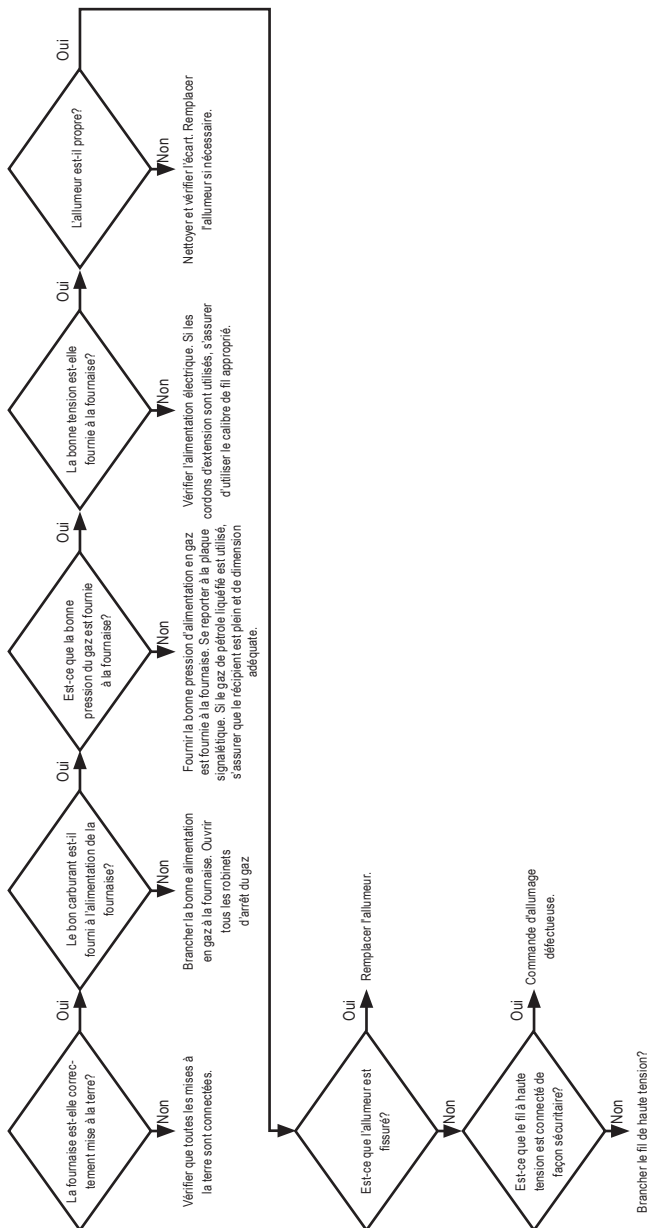 La fournaise est-elle correc-
tement mise à la terre?
Oui
Non
Vérifier que toutes les mises à
la terre sont connectées.
Le bon carburant est-il
fourni à l'alimentation de la
fournaise?
Oui
Non
Brancher la bonne alimentation
en gaz à la fournaise. Ouvrir
tous les robinets
d'arrêt du gaz
Est-ce que la bonne
pression du gaz est fournie
à la fournaise?
Oui
Non
Fournir la bonne pression d'alimentation en gaz
est fournie à la fournaise. Se reporter à la plaque
signalétique. Si le gaz de pétrole liquéfié est utilisé,
s'assurer que le récipient est plein et de dimension
adéquate.
La bonne tension est-elle
fournie à la fournaise?
Oui
Non
Vérifier l'alimentation électrique. Si les
cordons d'extension sont utilisés, s'assurer
d'utiliser le calibre de fil approprié.
L'allumeur est-il propre?
Oui
Non
Nettoyer et vérifier l'écart. Remplacer
l'allumeur si nécessaire.
Est-ce que l'allumeur est
fissuré?
Oui
Remplacer l'allumeur.
Non
Est-ce que le fil à haute
tension est connecté de
façon sécuritaire?
Oui
Commande d'allumage
défectueuse.
Non
Brancher le fil de haute tension?